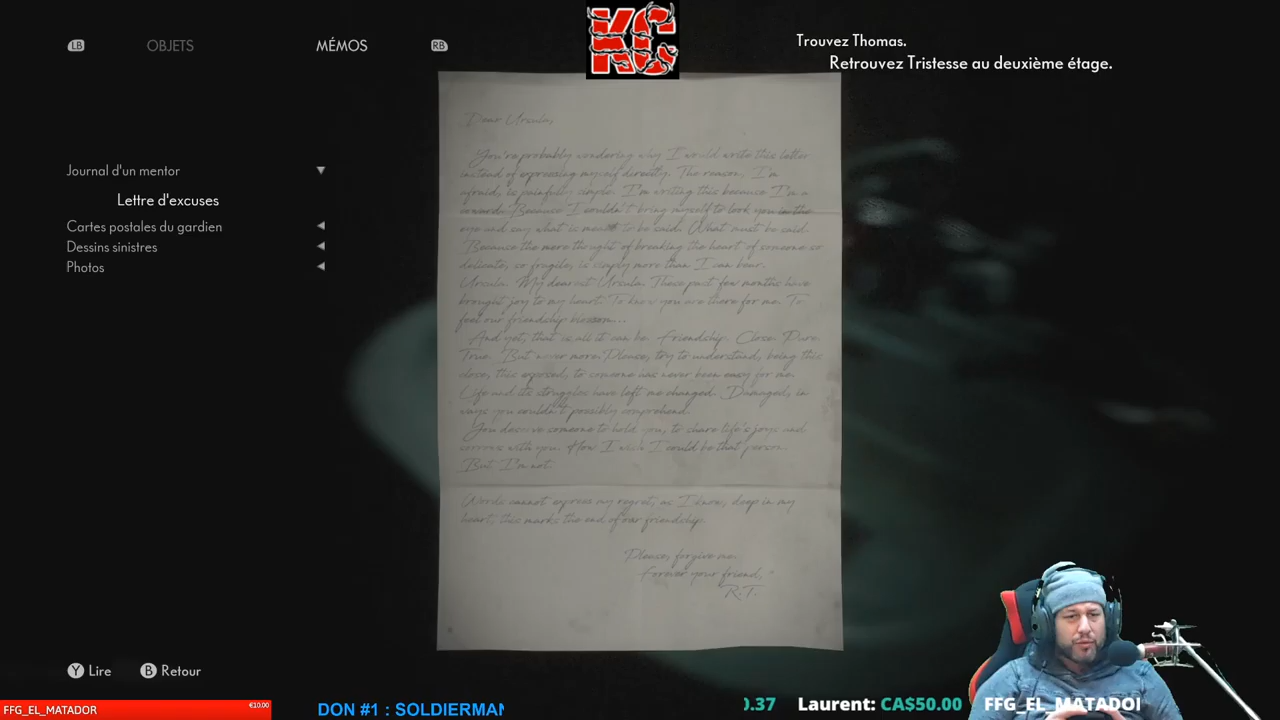 LB
OBJETS
MÉMOS
RB
KC
Trouvez Thomas.
Retrouvez Tristesse au deuxième étage.
Journal d'un mentor
Lettre d'excuses
Cartes postales du gardien
Dessins sinistres
Photos
Dear Ursula,
You're probably wondering why I would write this letter
instead of expressing myself directly. The reason, I'm
afraid, is painfully simple. I'm writing this because I'm a
coward. Because I couldn't bring myself to look you in the
eye and say what is meant to be said. What must be said.
Because the mere thought of breaking the heart of someone so
delicate, so fragile, is simply more than I can bear.
Ursula. My dearest Ursula. These past few months have
brought joy to my heart. To know you are there for me. To
feel our friendship blossom...
And yet, that is all it can be. Friendship. Close. Pure.
True. But never more. Please, try to understand, being this
close, this exposed, to someone was never been easy for me.
Life and its struggles have left me changed. Damaged, in
ways you couldn't possibly comprehend.
You deserve someone to hold you, to share life's joys and
sorrows with you. How I wish I could be that person.
But I'm not.
Words cannot express my regret, as I know, deep in my
heart, this marks the end of our friendship.
Please, forgive me.
Forever your friend,
R.T.
Y Lire
B Retour
FFG_EL_MATADOR
€10.00
DON #1 : SOLDIERMAN
0.37 Laurent: CA$50.00 FFG_EL_MATADOR